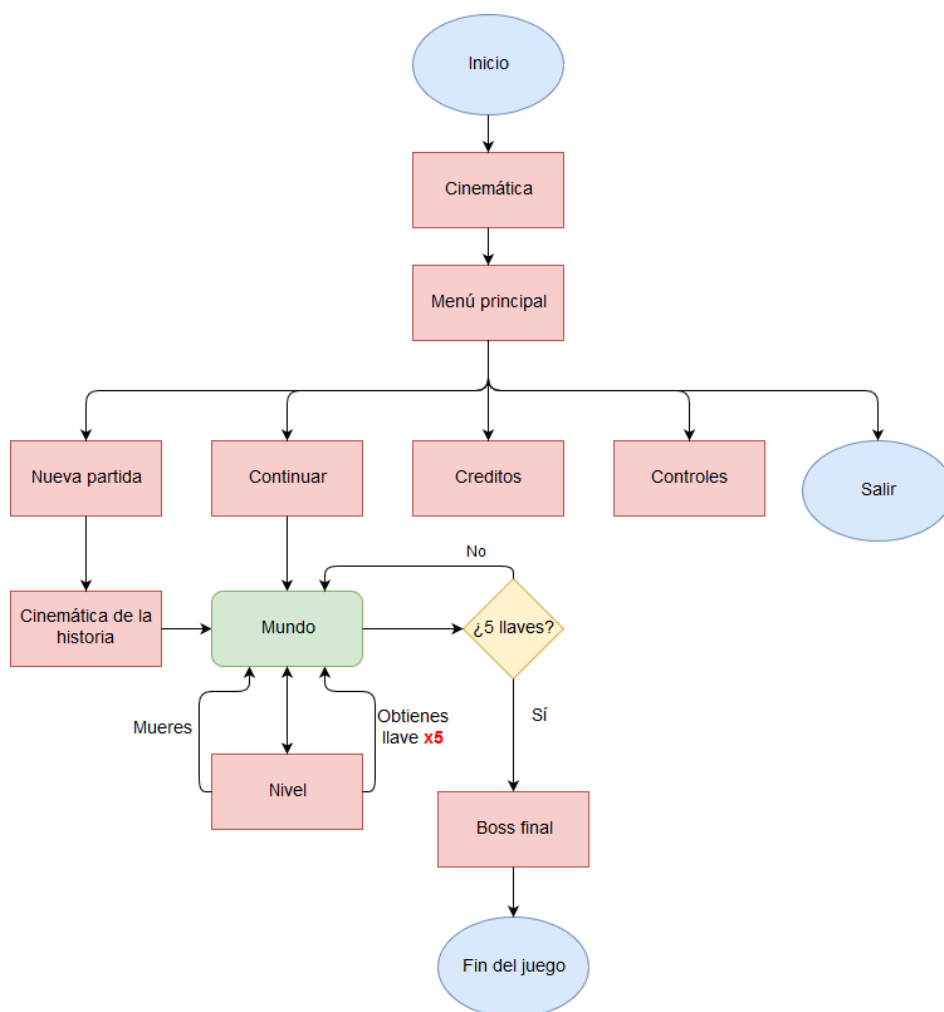 Inicio
Cinemática
Menú principal
Nueva partida
Continuar
Creditos
Controles
Salir
No
Cinemática de la
historia
Mundo
¿5 llaves?
Mueres
Obtienes
llave x5
Sí
Nivel
Boss final
Fin del juego